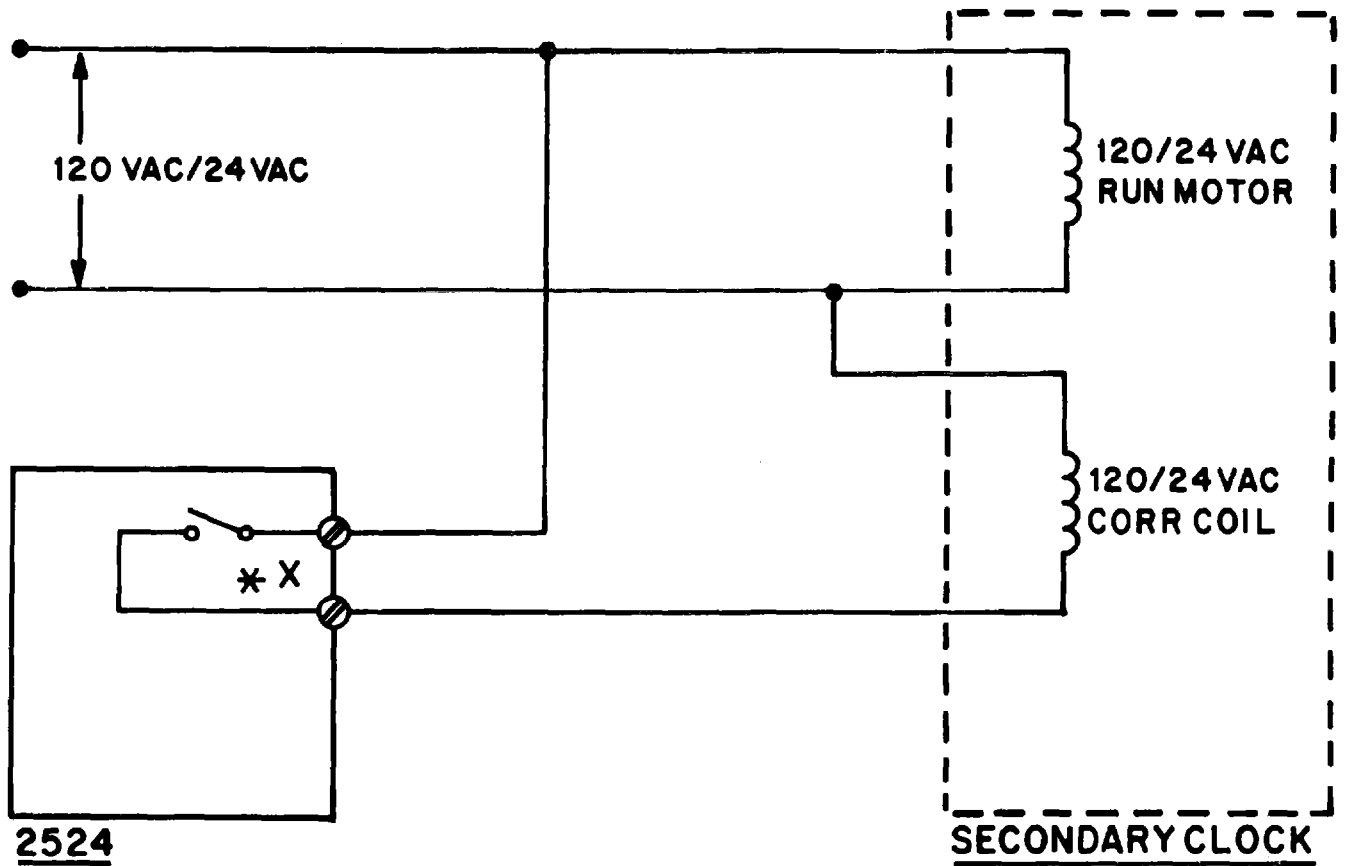 120 VAC/24 VAC
120/24 VAC
RUN MOTOR
120/24 VAC
CORR COIL
* X
2524
SECONDARY CLOCK